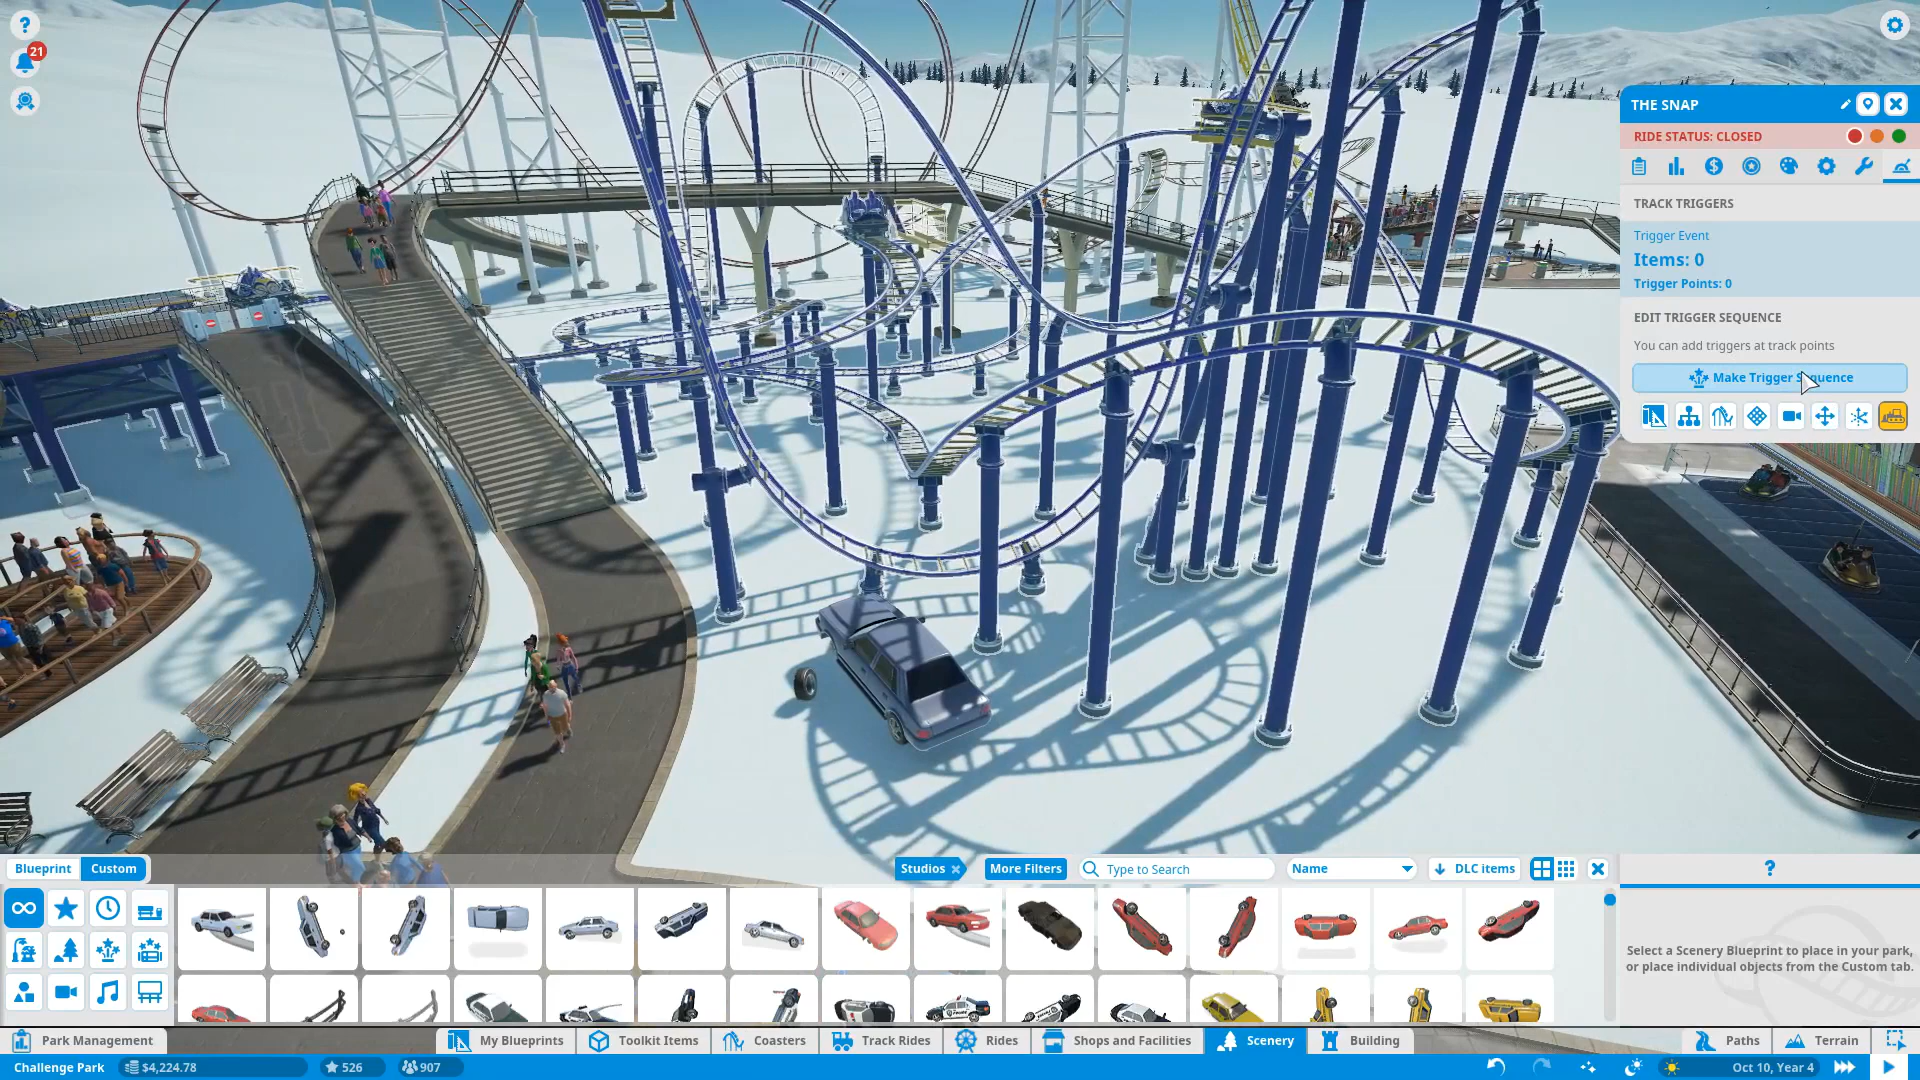 ?
21
THE SNAP
RIDE STATUS: CLOSED
TRACK TRIGGERS
Trigger Event
Items: 0
Trigger Points: 0
EDIT TRIGGER SEQUENCE
You can add triggers at track points
Make Trigger Sequence
Blueprint
Custom
Studios
More Filters
Type to Search
Name
DLC items
?
Select a Scenery Blueprint to place in your park,
or place individual objects from the Custom tab.
Park Management
My Blueprints
Toolkit Items
Coasters
Track Rides
Rides
Shops and Facilities
Scenery
Building
Paths
Terrain
Challenge Park
$4,224.78
526
907
Oct 10, Year 4